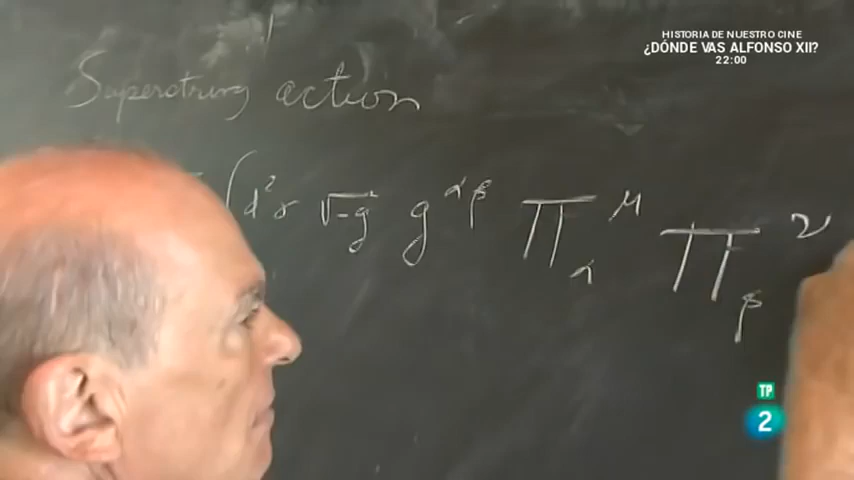 HISTORIA DE NUESTRO CINE
¿DÓNDE VAS ALFONSO XII?
22:00
Superstring action
∫d²σ √-g g^αβ Π_α^μ Π_β^ν
TP
2